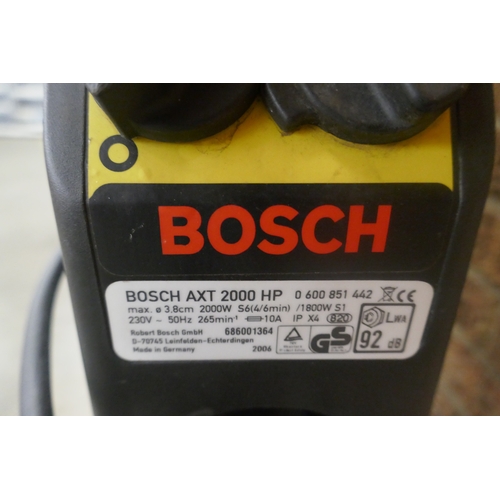 BOSCH
BOSCH AXT 2000 HP 0 600 851 442 CE
max. ø 3.8cm 2000W S6(4/6min) /1800W S1
230V - 50Hz 265min⁻¹ 10A IP X4 820
Robert Bosch GmbH 686001364
D-70745 Leinfelden-Echterdingen
Made in Germany 2006
GS
LWA
92 dB